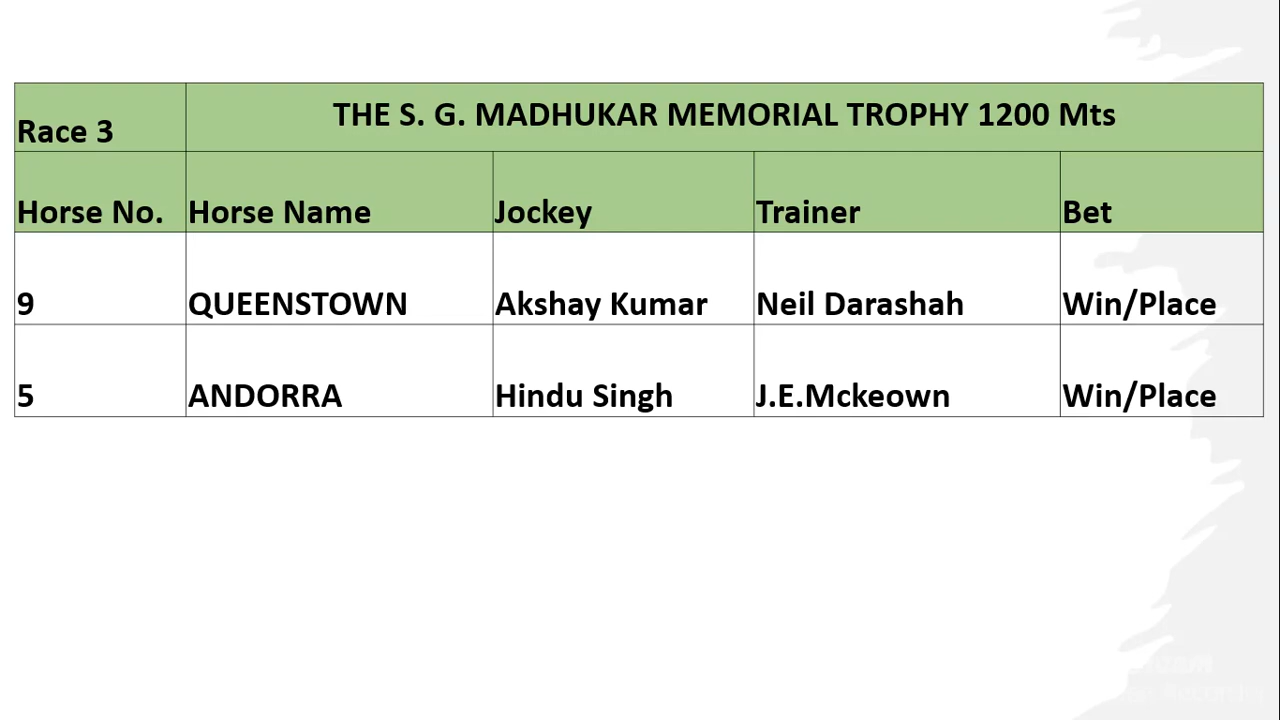 Race 3 THE S. G. MADHUKAR MEMORIAL TROPHY 1200 Mts
Horse No. Horse Name Jockey Trainer Bet
9 QUEENSTOWN Akshay Kumar Neil Darashah Win/Place
5 ANDORRA Hindu Singh J.E.Mckeown Win/Place